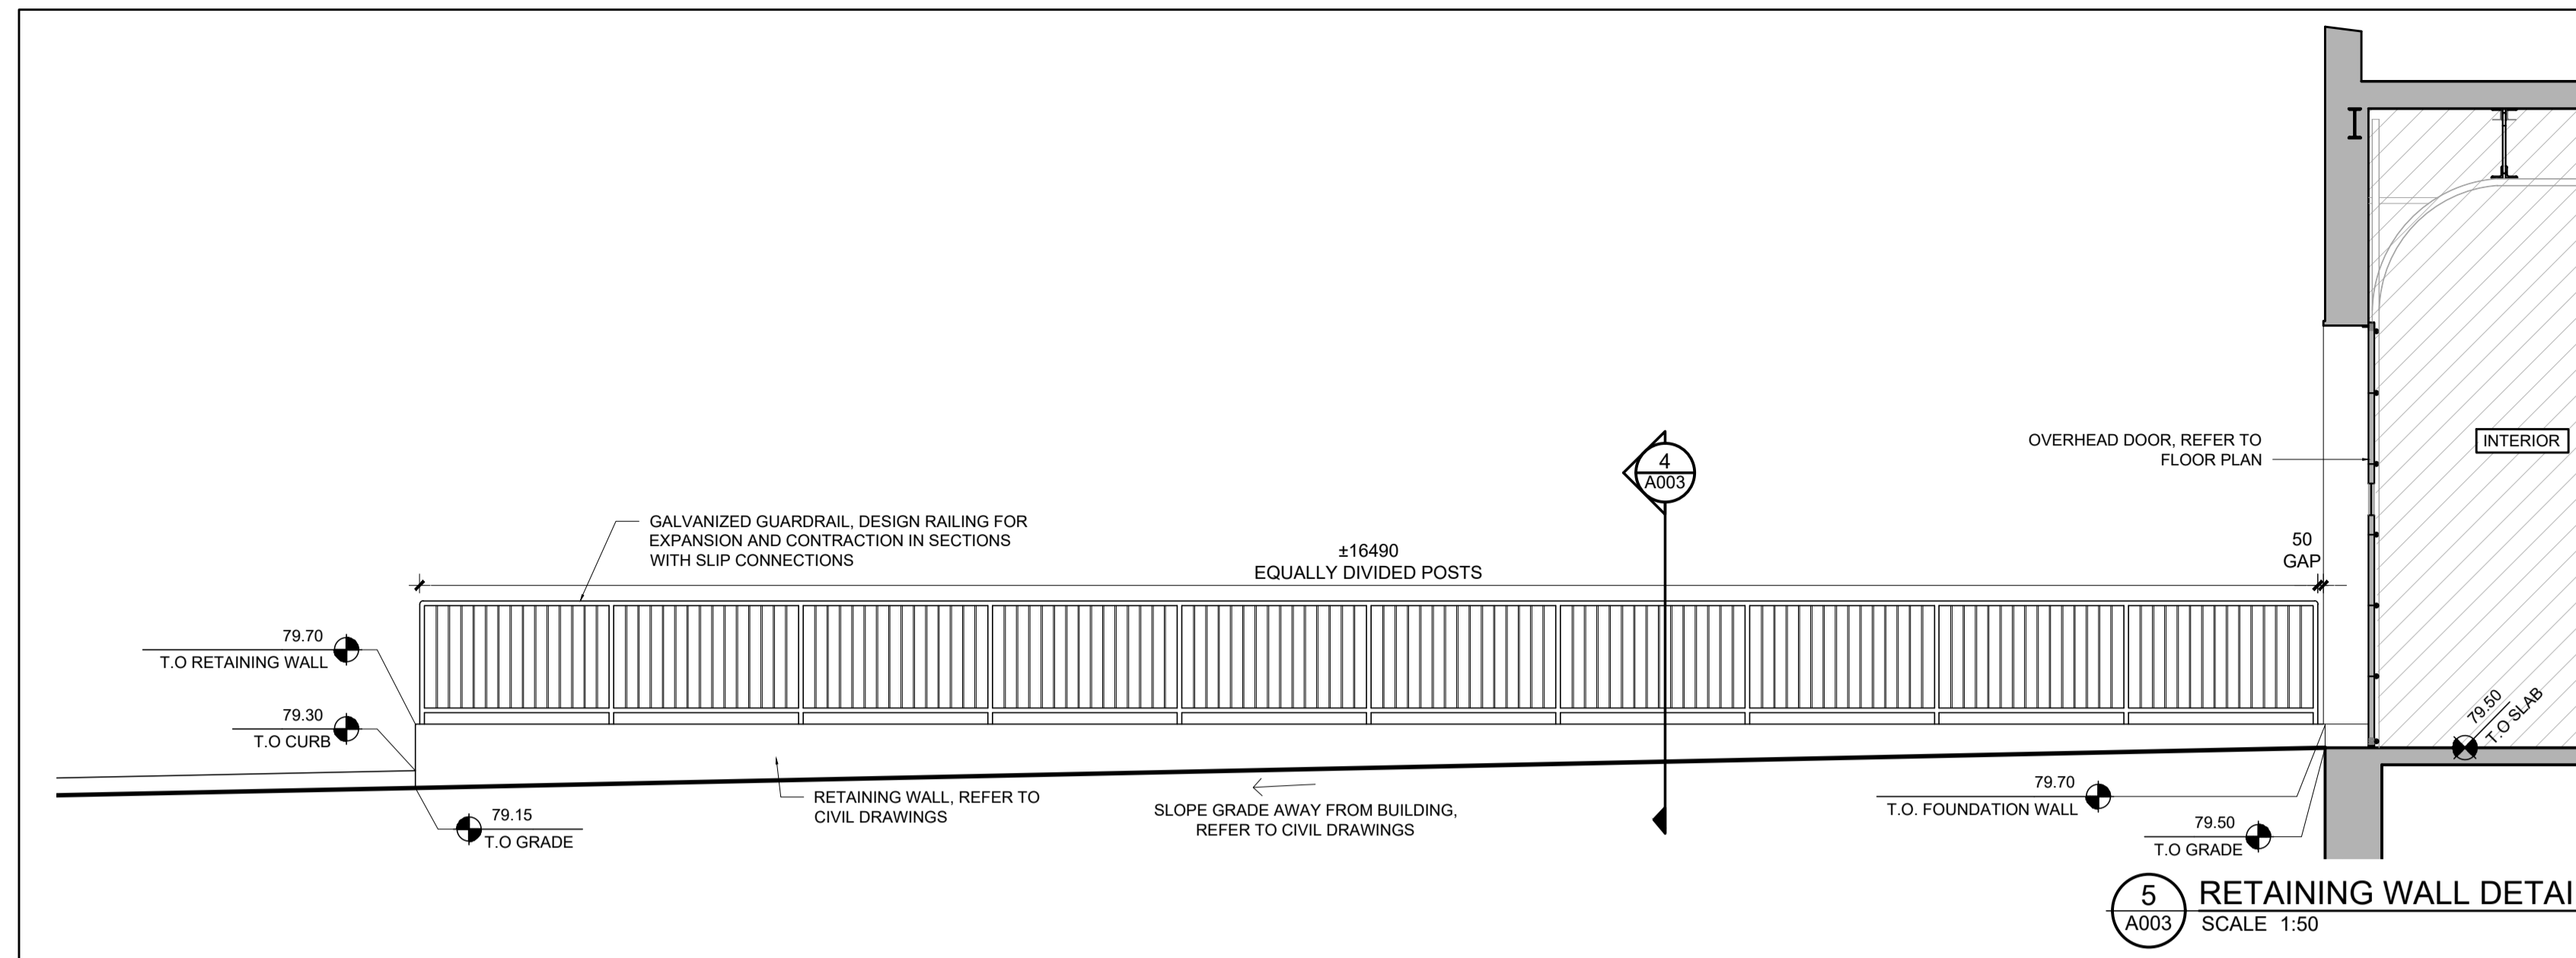 OVERHEAD DOOR, REFER TO
FLOOR PLAN
INTERIOR
4
A003
GALVANIZED GUARDRAIL, DESIGN RAILING FOR
EXPANSION AND CONTRACTION IN SECTIONS
WITH SLIP CONNECTIONS
±16490
EQUALLY DIVIDED POSTS
50
GAP
79.70
T.O RETAINING WALL
79.30
T.O CURB
79.15
T.O GRADE
RETAINING WALL, REFER TO
CIVIL DRAWINGS
SLOPE GRADE AWAY FROM BUILDING,
REFER TO CIVIL DRAWINGS
79.70
T.O. FOUNDATION WALL
79.50
T.O GRADE
79.50
T.O SLAB
5
A003
RETAINING WALL DETAI
SCALE 1:50